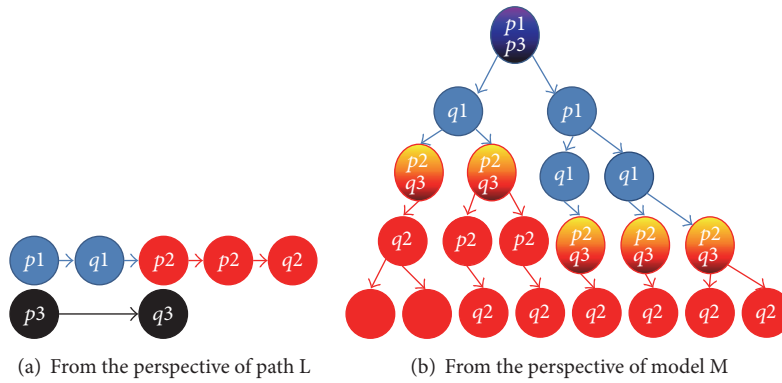 p1
p3
q1 p1
p2 p2
q3 q3 q1 q1
q2 p2 p2 p2 p2 p2
q3 q3 q3
q2 q2 q2 q2 q2 q2
p1 q1 p2 p2 q2
p3 q3
(a) From the perspective of path L
(b) From the perspective of model M